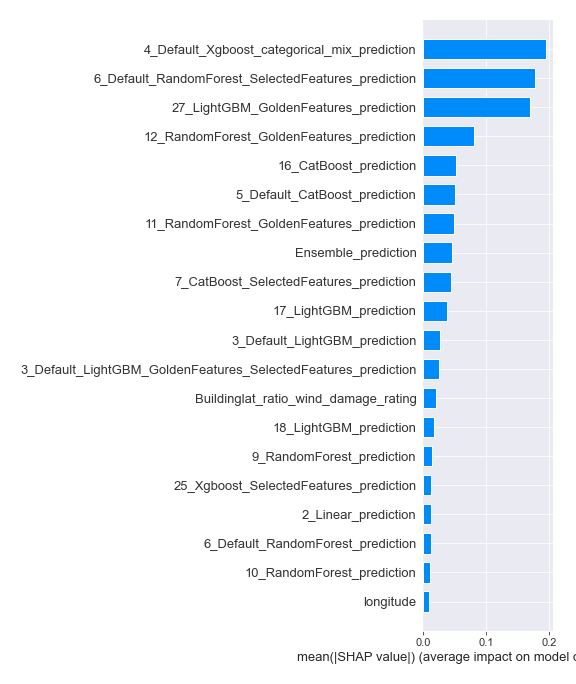 4_Default_Xgboost_categorical_mix_prediction
6_Default_RandomForest_SelectedFeatures_prediction
27_LightGBM_GoldenFeatures_prediction
12_RandomForest_GoldenFeatures_prediction
16_CatBoost_prediction
5_Default_CatBoost_prediction
11_RandomForest_GoldenFeatures_prediction
Ensemble_prediction
7_CatBoost_SelectedFeatures_prediction
17_LightGBM_prediction
3_Default_LightGBM_prediction
3_Default_LightGBM_GoldenFeatures_SelectedFeatures_prediction
Buildinglat_ratio_wind_damage_rating
18_LightGBM_prediction
9_RandomForest_prediction
25_Xgboost_SelectedFeatures_prediction
2_Linear_prediction
6_Default_RandomForest_prediction
10_RandomForest_prediction
longitude
0.0 0.1 0.2
mean(|SHAP value|) (average impact on model